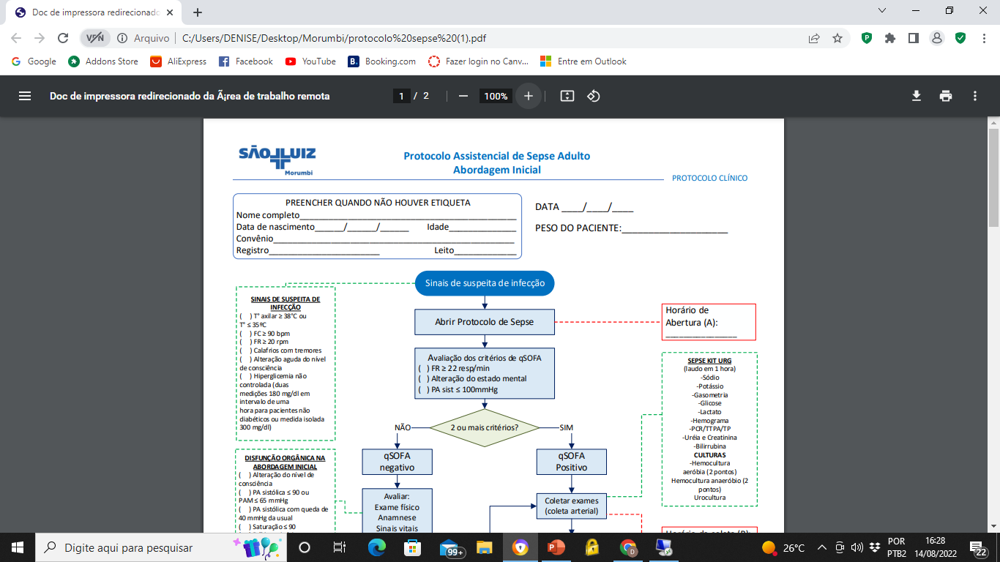 Doc de impressora redirecionado
VPN
Arquivo
C:/Users/DENISE/Desktop/Morumbi/protocolo%20sepse%20(1).pdf
Google
Addons Store
AliExpress
Facebook
YouTube
Booking.com
Fazer login no Canv...
Entre em Outlook
Doc de impressora redirecionado da Ã¡rea de trabalho remota
1 / 2
100%
SÃO LUIZ
Morumbi
Protocolo Assistencial de Sepse Adulto
Abordagem Inicial
PROTOCOLO CLÍNICO
PREENCHER QUANDO NÃO HOUVER ETIQUETA
Nome completo_____________________________________________
Data de nascimento______/______/______ Idade______________
Convênio__________________________________________________
Registro_______________________ Leito_____________
DATA ____/____/____
PESO DO PACIENTE:____________________
Sinais de suspeita de infecção
SINAIS DE SUSPEITA DE
INFECÇÃO
( ) T° axilar ≥ 38°C ou
T° ≤ 35ºC
( ) FC ≥ 90 bpm
( ) FR ≥ 20 rpm
( ) Calafrios com tremores
( ) Alteração aguda do nível
de consciência
( ) Hiperglicemia não
controlada (duas
medições 180 mg/dl em
intervalo de uma
hora para pacientes não
diabéticos ou medida isolada
300 mg/dl)
Abrir Protocolo de Sepse
Horário de
Abertura (A):
_______________
Avaliação dos critérios de qSOFA
( ) FR ≥ 22 resp/min
( ) Alteração do estado mental
( ) PA sist ≤ 100mmHg
NÃO
2 ou mais critérios?
SIM
qSOFA
negativo
qSOFA
Positivo
SEPSE KIT URG
(laudo em 1 hora)
-Sódio
-Potássio
-Gasometria
-Glicose
-Lactato
-Hemograma
-PCR/TTPA/TP
-Uréia e Creatinina
-Bilirrubina
CULTURAS
-Hemocultura
aeróbia (2 pontos)
Hemocultura anaeróbio (2
pontos)
Urocultura
DISFUNÇÃO ORGÂNICA NA
ABORDAGEM INICIAL
( ) Alteração do nível de
consciência
( ) PA sistólica ≤ 90 ou
PAM ≤ 65 mmHg
( ) PA sistólica com queda de
40 mmHg da usual
( ) Saturação ≤ 90
Avaliar:
Exame físico
Anamnese
Sinais vitais
Coletar exames
(coleta arterial)
Horário da coleta (B):
Digite aqui para pesquisar
99+
26°C
POR
PTB2
16:28
14/08/2022
22